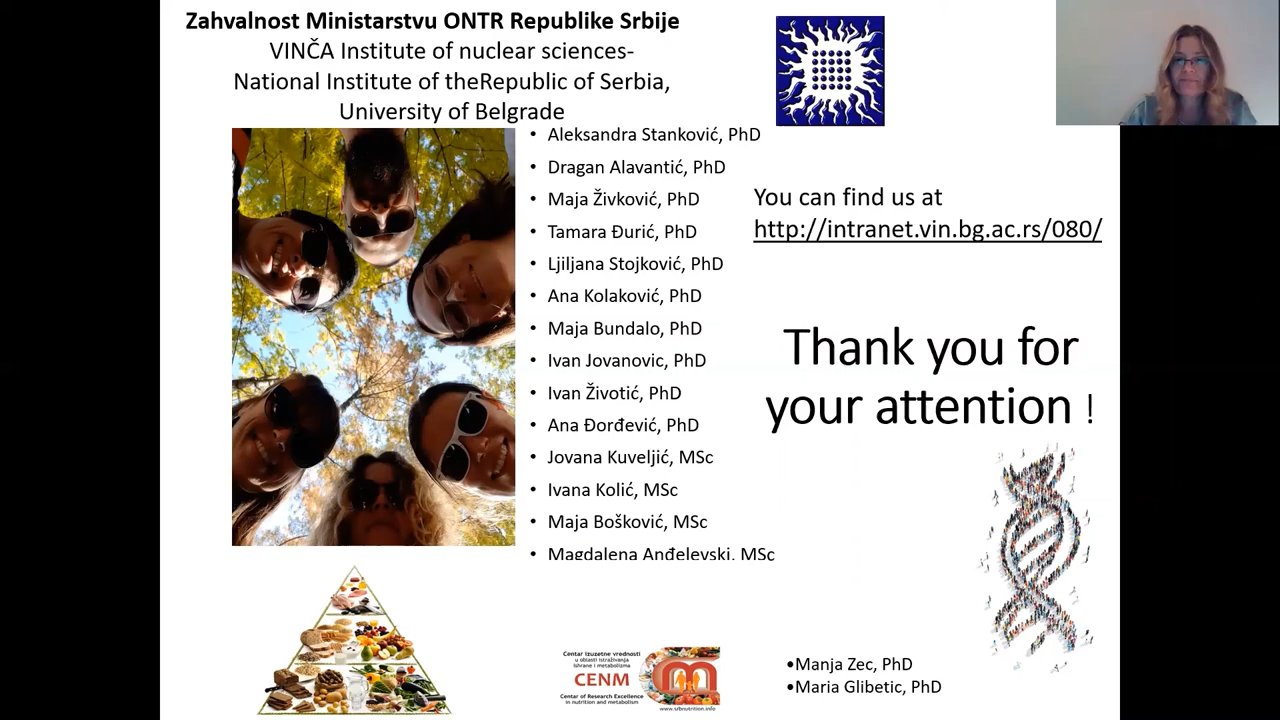 Zahvalnost Ministarstvu ONTR Republike Srbije
VINČA Institute of nuclear sciences-
National Institute of theRepublic of Serbia,
University of Belgrade
• Aleksandra Stanković, PhD
• Dragan Alavantić, PhD
• Maja Živković, PhD
• Tamara Đurić, PhD
• Ljiljana Stojković, PhD
• Ana Kolaković, PhD
• Maja Bundalo, PhD
• Ivan Jovanovic, PhD
• Ivan Životić, PhD
• Ana Đorđević, PhD
• Jovana Kuveljić, MSc
• Ivana Kolić, MSc
• Maja Bošković, MSc
• Magdalena Anđelevski, MSc
You can find us at
http://intranet.vin.bg.ac.rs/080/
Thank you for
your attention !
Centar izuzetne vrednosti
u oblasti istraživanja
ishrane i metabolizma
CENM
Centar of Research Excellence
in nutrition and metabolism
www.srbnutrition.info
•Manja Zec, PhD
•Maria Glibetic, PhD